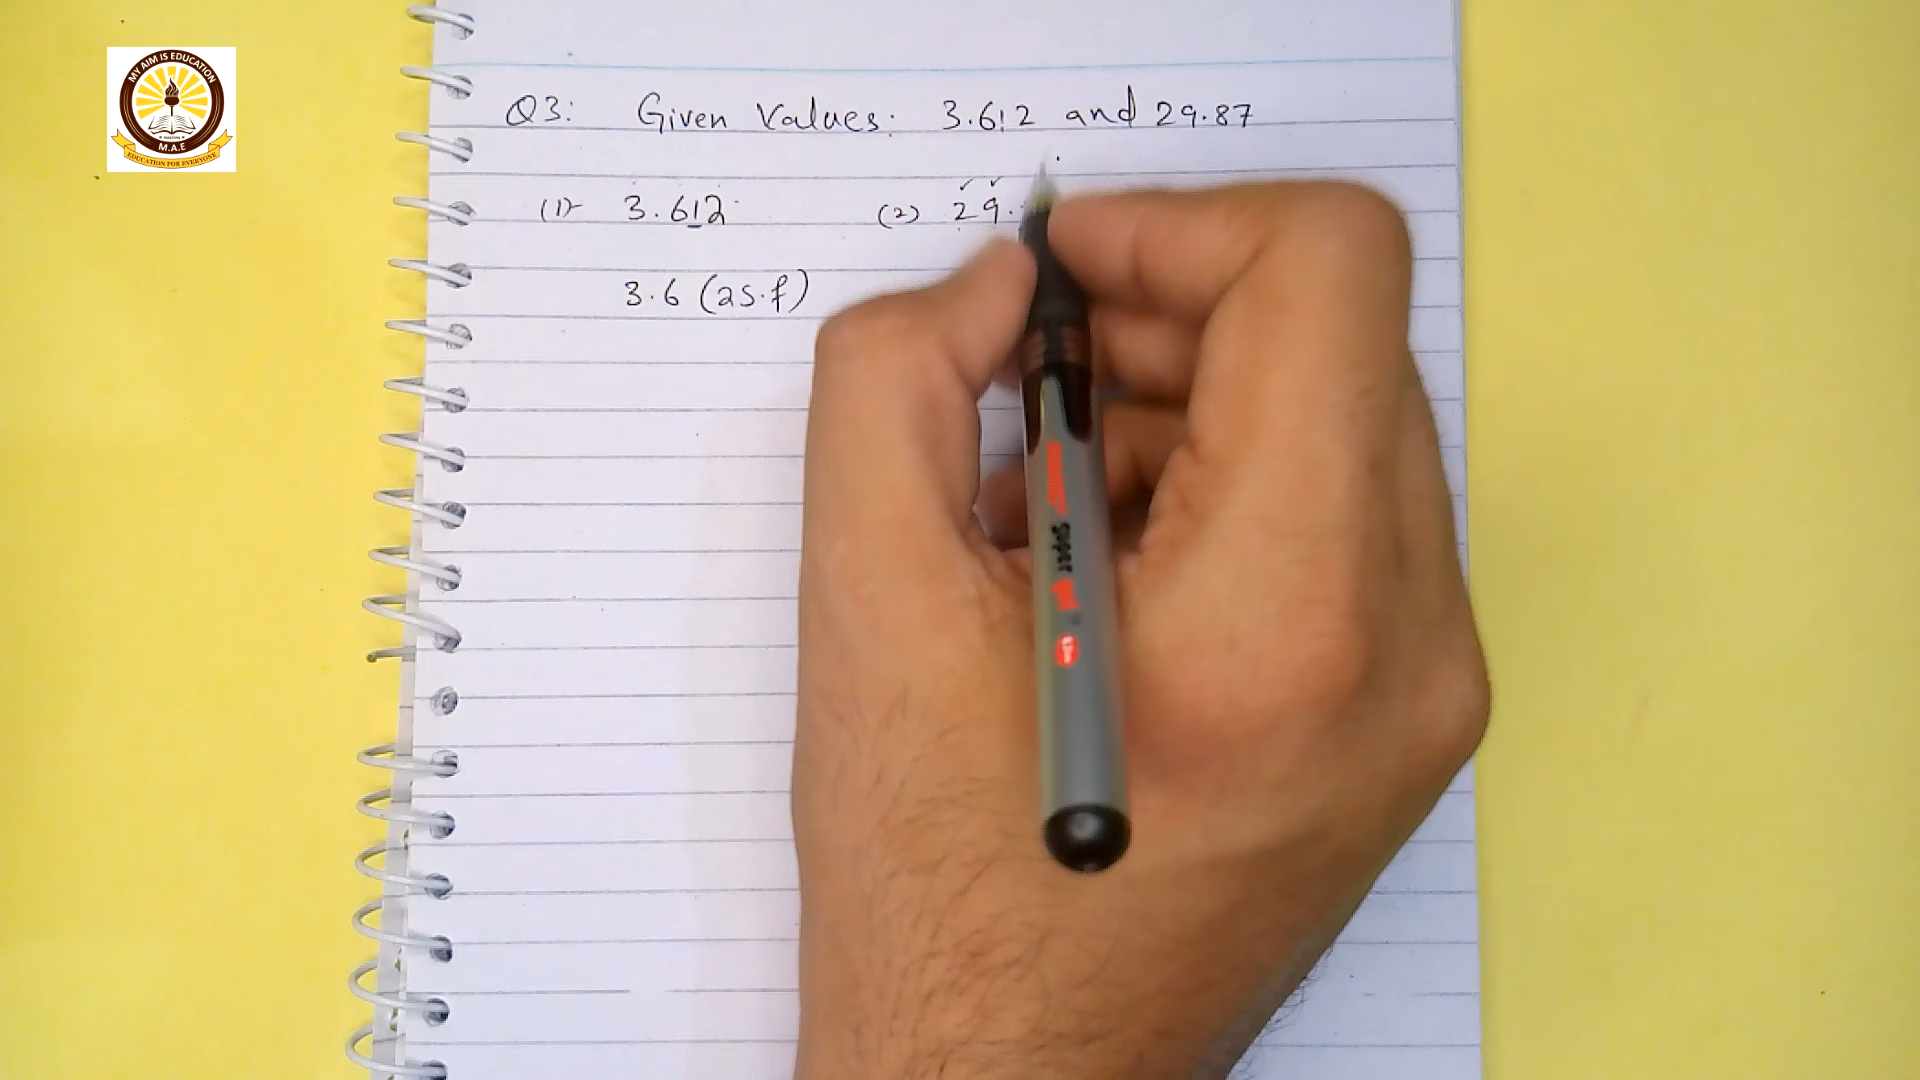 MY AIM IS EDUCATION
M.A.E
EDUCATION FOR EVERYONE
Q3: Given Values: 3.612 and 29.87
(1) 3.612 (2) 29.
3.6 (2s.f)
Super Gel